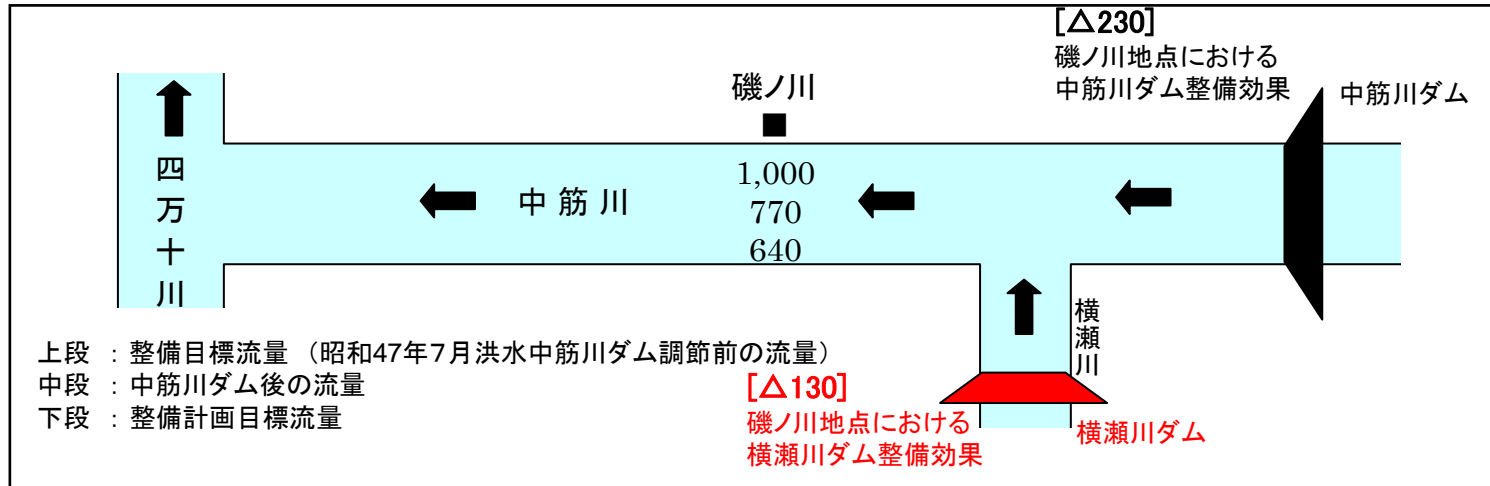 [△230]
磯ノ川地点における
中筋川ダム整備効果
中筋川ダム
磯ノ川
1,000
770
640
中筋川
四万十川
横瀬川
上段 : 整備目標流量 （昭和47年7月洪水中筋川ダム調節前の流量）
中段 : 中筋川ダム後の流量
下段 : 整備計画目標流量
[△130]
磯ノ川地点における
横瀬川ダム整備効果
横瀬川ダム